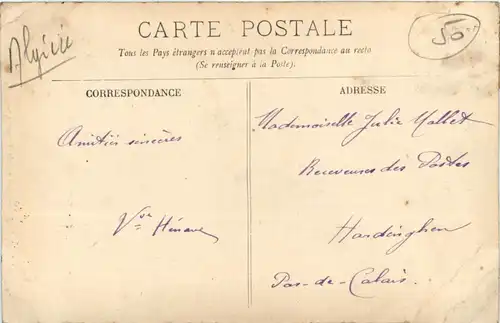 Algérie
CARTE POSTALE
50
Tous les Pays étrangers n'acceptent pas la Correspondance au recto
(Se renseigner à la Poste).
CORRESPONDANCE
Amitiés sincères
Vve
ADRESSE
Mademoiselle Julie Mallet
Receveuse des Postes
Hardinghen
Pas-de-Calais.